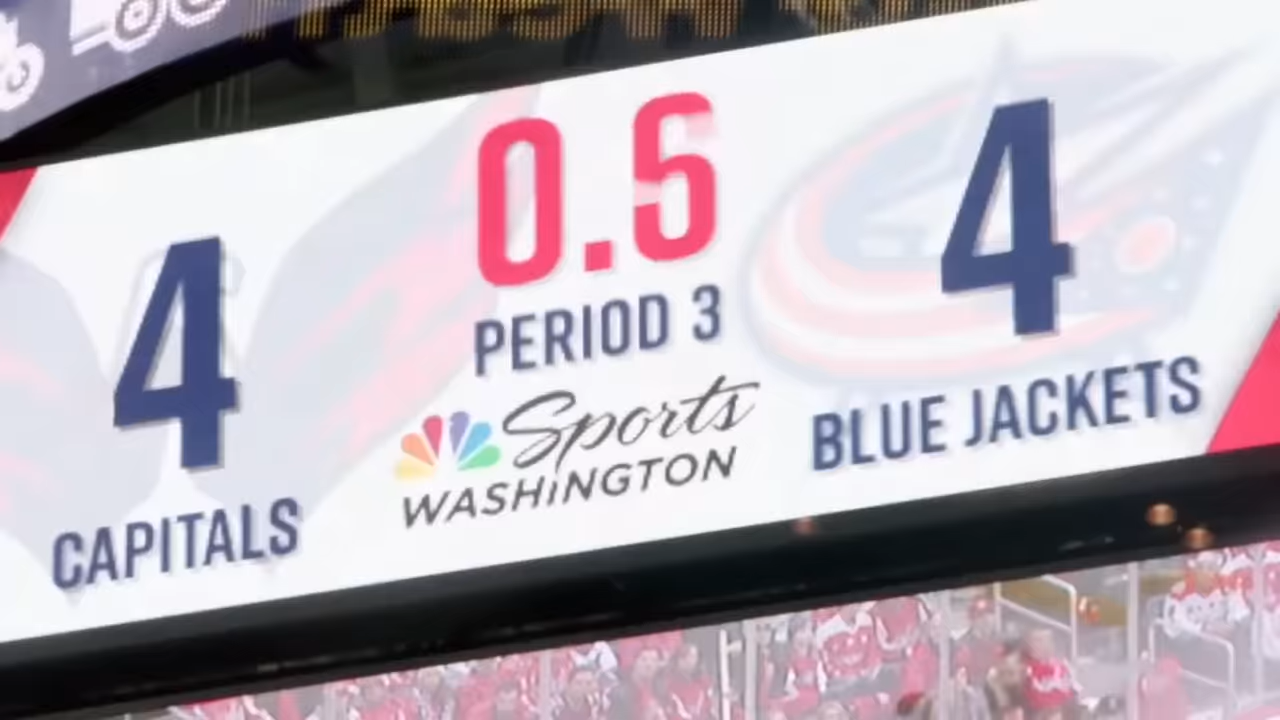 0.6
4
4
PERIOD 3
CAPITALS
Sports
WASHINGTON
BLUE JACKETS